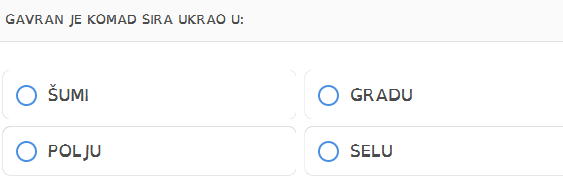 GAVRAN JE KOMAD SIRA UKRAO U:
ŠUMI
GRADU
POLJU
SELU